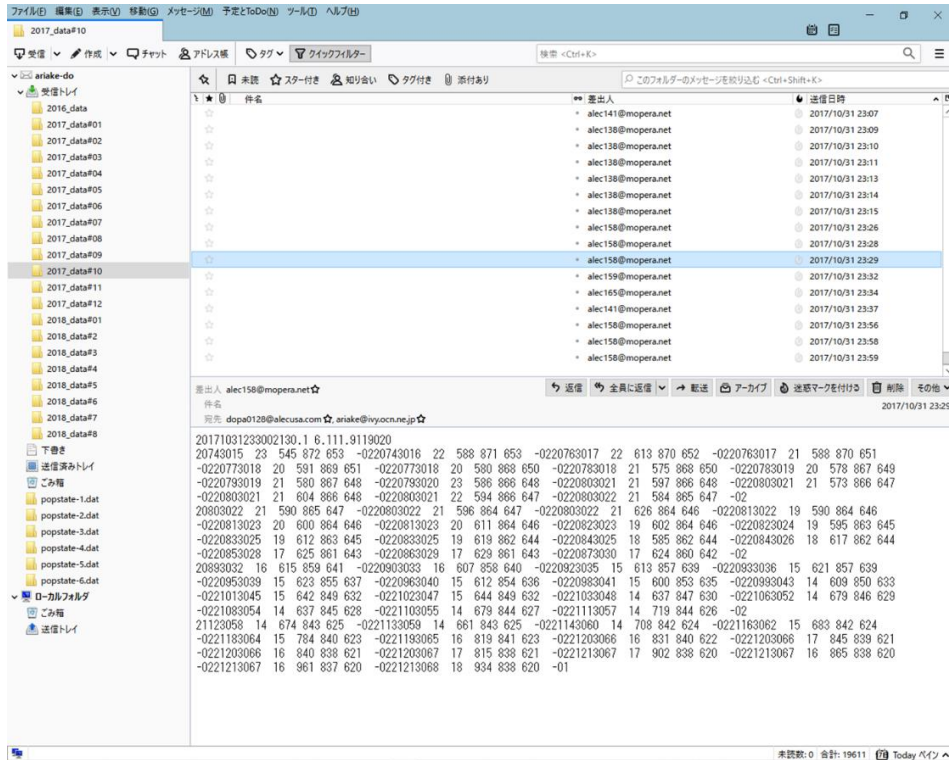 ファイル(F) 編集(E) 表示(V) 移動(G) メッセージ(M) 予定とToDo(N) ツール(T) ヘルプ(H)
2017_data#10
受信 作成 チャット アドレス帳 タグ クイックフィルター 検索 <Ctrl+K>
ariake-do
受信トレイ
2016_data
2017_data#01
2017_data#02
2017_data#03
2017_data#04
2017_data#05
2017_data#06
2017_data#07
2017_data#08
2017_data#09
2017_data#10
2017_data#11
2017_data#12
2018_data#01
2018_data#2
2018_data#3
2018_data#4
2018_data#5
2018_data#6
2018_data#7
2018_data#8
下書き
送信済みトレイ
ごみ箱
popstate-1.dat
popstate-2.dat
popstate-3.dat
popstate-4.dat
popstate-5.dat
popstate-6.dat
ローカルフォルダ
ごみ箱
送信トレイ
未読 スター付き 知り合い タグ付き 添付あり このフォルダーのメッセージを絞り込む <Ctrl+Shift+K>
件名 差出人 送信日時
alec141@mopera.net 2017/10/31 23:07
alec138@mopera.net 2017/10/31 23:09
alec138@mopera.net 2017/10/31 23:10
alec138@mopera.net 2017/10/31 23:11
alec138@mopera.net 2017/10/31 23:13
alec138@mopera.net 2017/10/31 23:14
alec138@mopera.net 2017/10/31 23:15
alec158@mopera.net 2017/10/31 23:26
alec158@mopera.net 2017/10/31 23:28
alec158@mopera.net 2017/10/31 23:29
alec159@mopera.net 2017/10/31 23:32
alec165@mopera.net 2017/10/31 23:34
alec141@mopera.net 2017/10/31 23:37
alec158@mopera.net 2017/10/31 23:56
alec158@mopera.net 2017/10/31 23:58
alec158@mopera.net 2017/10/31 23:59
差出人 alec158@mopera.net 返信 全員に返信 転送 アーカイブ 迷惑マークを付ける 削除 その他
件名 2017/10/31 23:29
宛先 dopa0128@alecusa.com, ariake@ivy.ocn.ne.jp
20171031233002130.1 6.111.9119020
20743015 23 545 872 653 -0220743016 22 588 871 653 -0220763017 22 613 870 652 -0220763017 21 588 870 651
-0220773018 20 591 869 651 -0220773018 20 580 868 650 -0220783018 21 575 868 650 -0220783019 20 578 867 649
-0220793019 21 580 867 648 -0220793020 23 586 866 648 -0220803021 21 597 866 648 -0220803021 21 573 866 647
-0220803021 21 604 866 648 -0220803021 22 594 866 647 -0220803022 21 584 865 647 -02
20803022 21 590 865 647 -0220803022 21 596 864 647 -0220803022 21 626 864 646 -0220813022 19 590 864 646
-0220813023 20 600 864 646 -0220813023 20 611 864 646 -0220823023 19 602 864 646 -0220823024 19 595 863 645
-0220833025 19 612 863 645 -0220833025 19 619 862 644 -0220843025 18 585 862 644 -0220843026 18 617 862 644
-0220853028 17 625 861 643 -0220863029 17 629 861 643 -0220873030 17 624 860 642 -02
20893032 16 615 859 641 -0220903033 16 607 858 640 -0220923035 15 613 857 639 -0220933036 15 621 857 639
-0220953039 15 623 855 637 -0220963040 15 612 854 636 -0220983041 15 600 853 635 -0220993043 14 609 850 633
-0221013045 15 642 849 632 -0221023047 15 644 849 632 -0221033048 14 637 847 630 -0221063052 14 679 846 629
-0221083054 14 637 845 628 -0221103055 14 679 844 627 -0221113057 14 719 844 626 -02
21123058 14 674 843 625 -0221133059 14 661 843 625 -0221143060 14 708 842 624 -0221163062 15 683 842 624
-0221183064 15 784 840 623 -0221193065 16 819 841 623 -0221203066 16 831 840 622 -0221203066 17 845 839 621
-0221203066 16 840 838 621 -0221203067 17 815 838 621 -0221213067 17 902 838 620 -0221213067 16 865 838 620
-0221213067 16 961 837 620 -0221213068 18 934 838 620 -01
未読数: 0 合計: 19611 Today ペイン